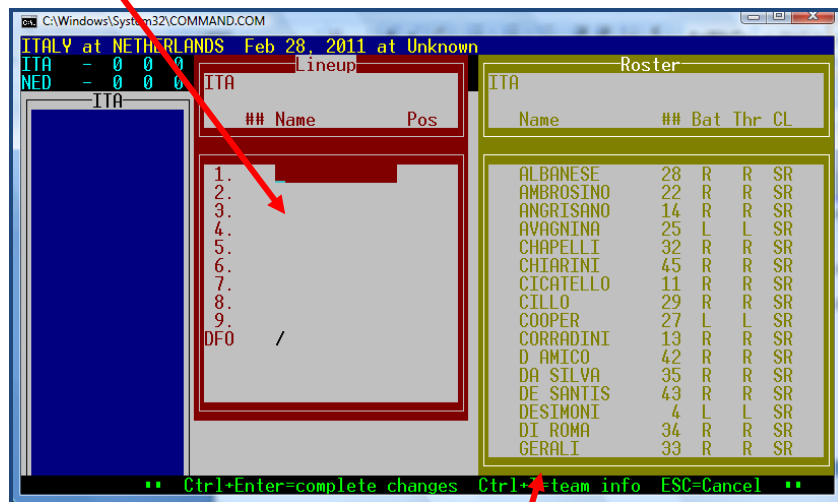 C:\Windows\System32\COMMAND.COM
ITALY at NETHERLANDS Feb 28, 2011 at Unknown
ITA - 0 0 0
NED - 0 0 0
ITA
Lineup
ITA
## Name Pos
1.
2.
3.
4.
5.
6.
7.
8.
9.
DFO /
Roster
ITA
Name ## Bat Thr CL
ALBANESE 28 R R SR
AMBROSINO 22 R R SR
ANGRISANO 14 R R SR
AVAGNINA 25 L L SR
CHAPELLI 32 R R SR
CHIARINI 45 R R SR
CICATELLO 11 R R SR
CILLO 29 R R SR
COOPER 27 L L SR
CORRADINI 13 R R SR
D AMICO 42 R R SR
DA SILVA 35 R R SR
DE SANTIS 43 R R SR
DESIMONI 4 L L SR
DI ROMA 34 R R SR
GERALI 33 R R SR
Ctrl+Enter=complete changes Ctrl+ =team info ESC=Cancel